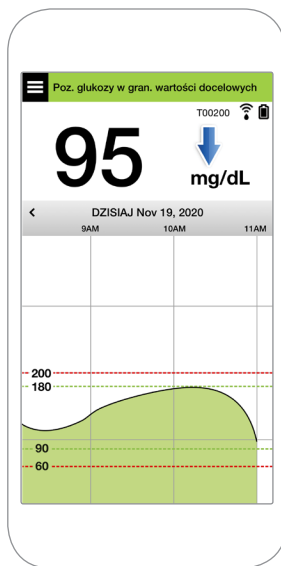 Poz. glukozy w gran. wartości docelowych
T00200
95
mg/dL
< DZISIAJ Nov 19, 2020
9AM 10AM 11AM
200
180
90
60